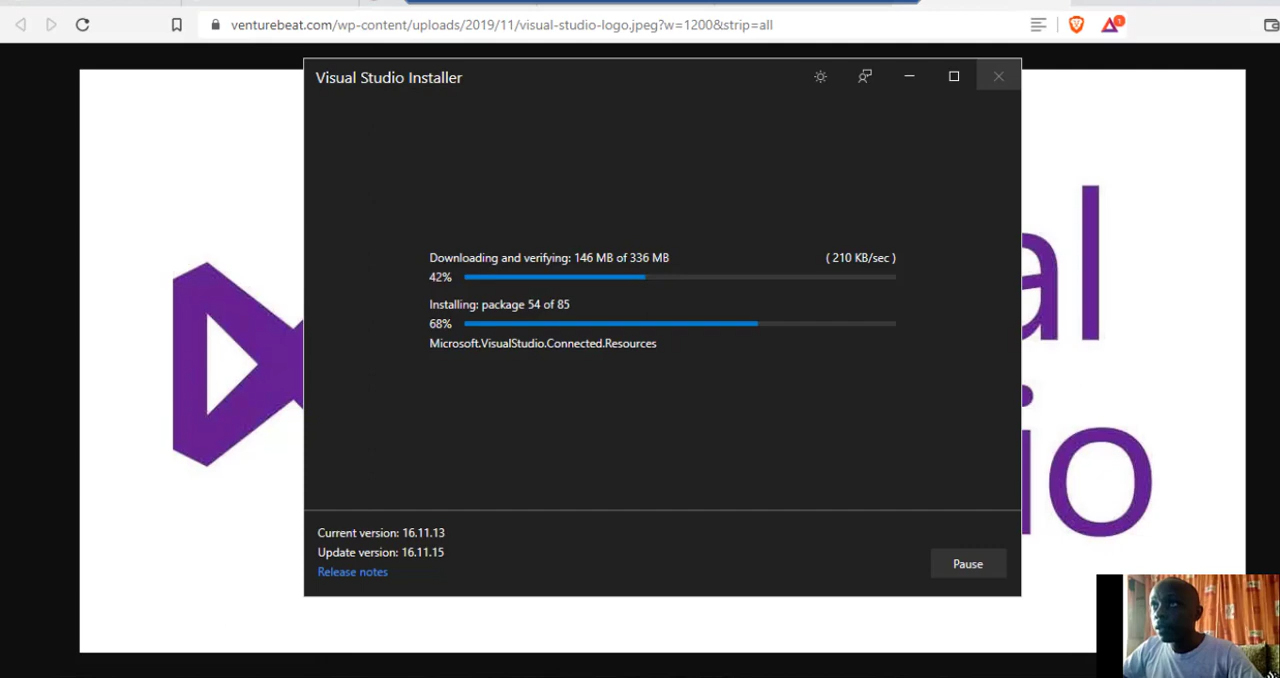 venturebeat.com/wp-content/uploads/2019/11/visual-studio-logo.jpeg?w=1200&strip=all
1
Visual Studio Installer
Downloading and verifying: 146 MB of 336 MB
( 210 KB/sec )
42%
Installing: package 54 of 85
68%
Microsoft.VisualStudio.Connected.Resources
Current version: 16.11.13
Update version: 16.11.15
Release notes
Pause